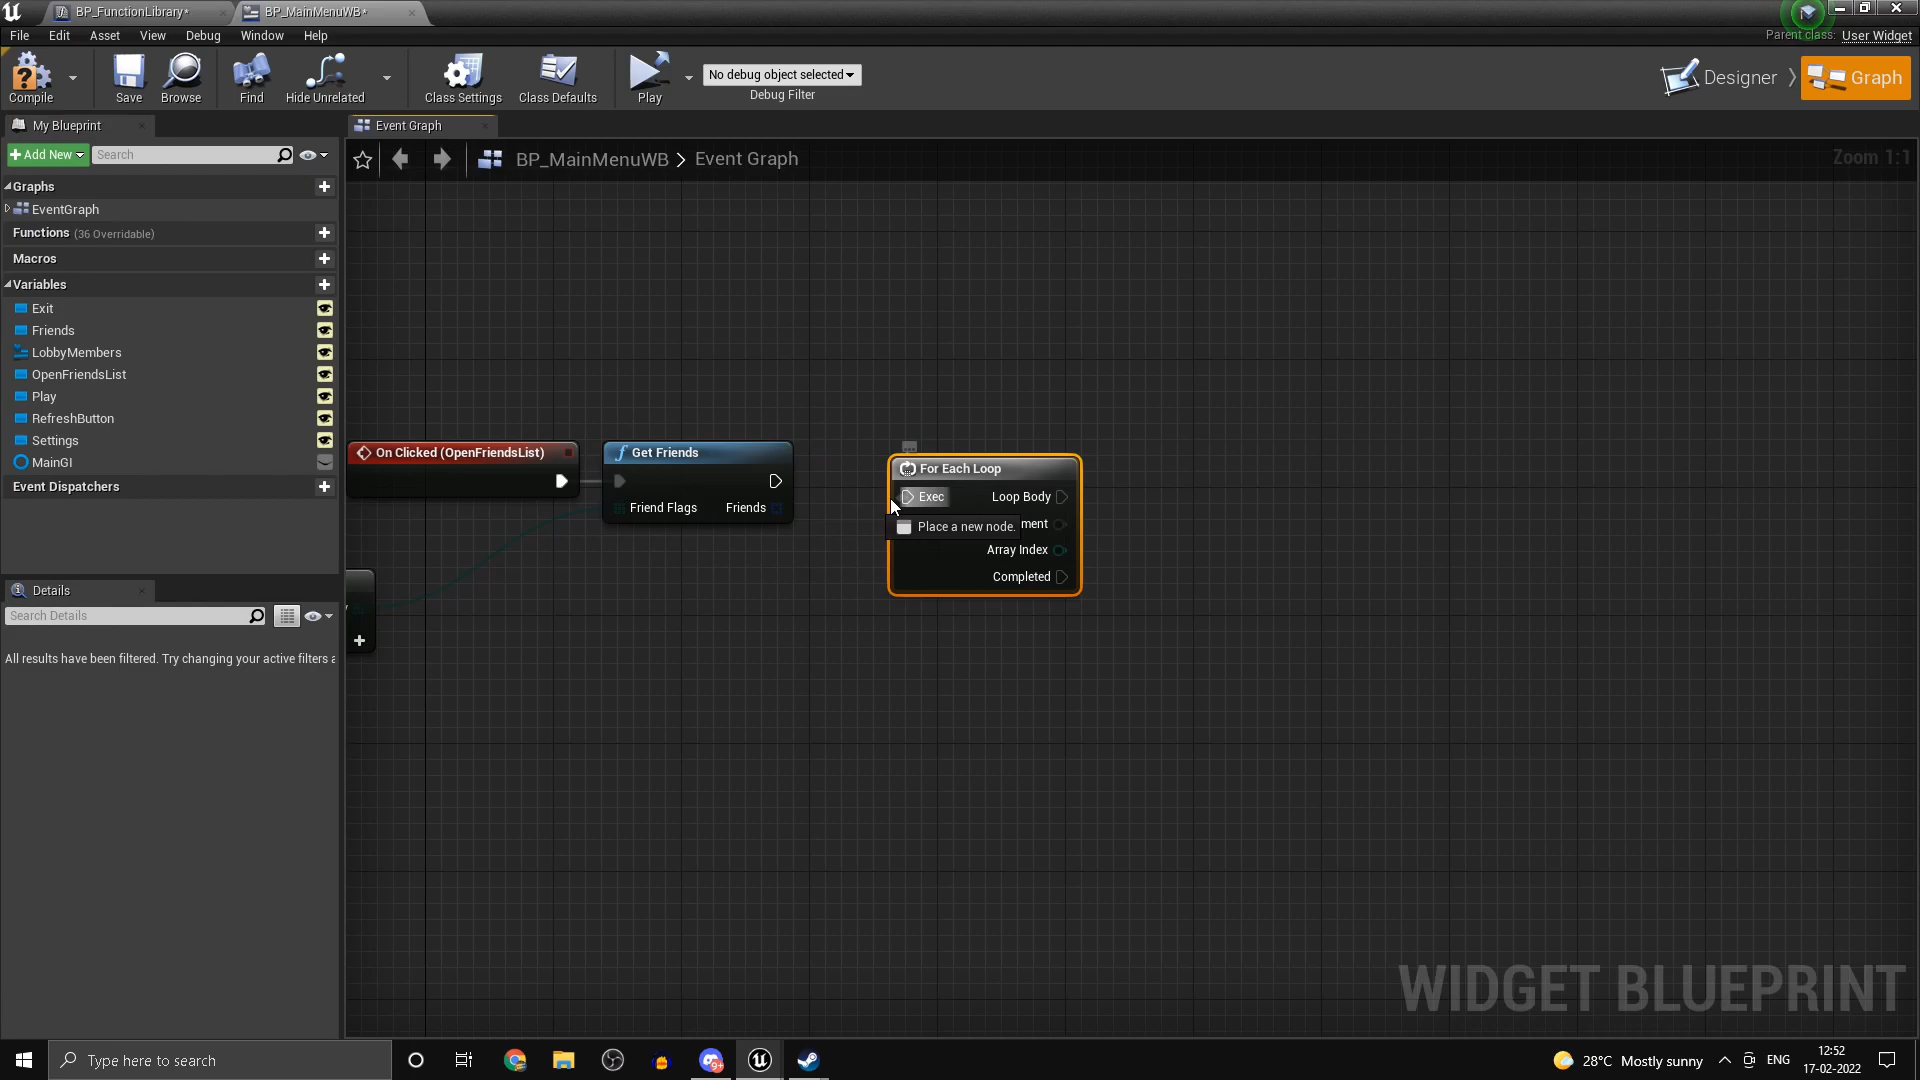 BP_FunctionLibrary*
BP_MainMenuWB*
File Edit Asset View Window Debug Help
Parent class: User Widget
Compile
Save
Browse
Find
Hide Unrelated
Class Settings
Class Defaults
Play
No debug object selected
Debug Filter
Designer
Graph
My Blueprint
Event Graph
Add New
Search
BP_MainMenuWB > Event Graph
Zoom 1:1
Graphs
EventGraph
Functions (36 Overridable)
Macros
Variables
Exit
Friends
LobbyMembers
OpenFriendsList
Play
RefreshButton
Settings
MainGI
Event Dispatchers
On Clicked (OpenFriendsList)
Get Friends
Friend Flags Friends
For Each Loop
Exec Loop Body
Place a new node.
ment
Array Index
Completed
Details
Search Details
All results have been filtered. Try changing your active filters a
WIDGET BLUEPRINT
Type here to search
9+
28°C Mostly sunny
ENG
12:52
17-02-2022